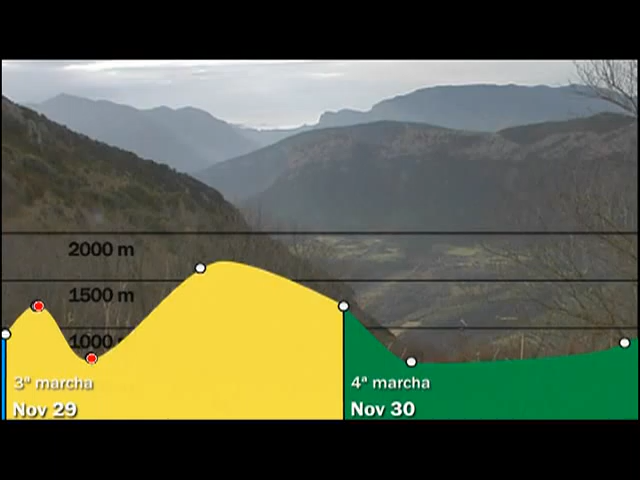 2000 m
1500 m
1000 m
3ª marcha
Nov 29
4ª marcha
Nov 30